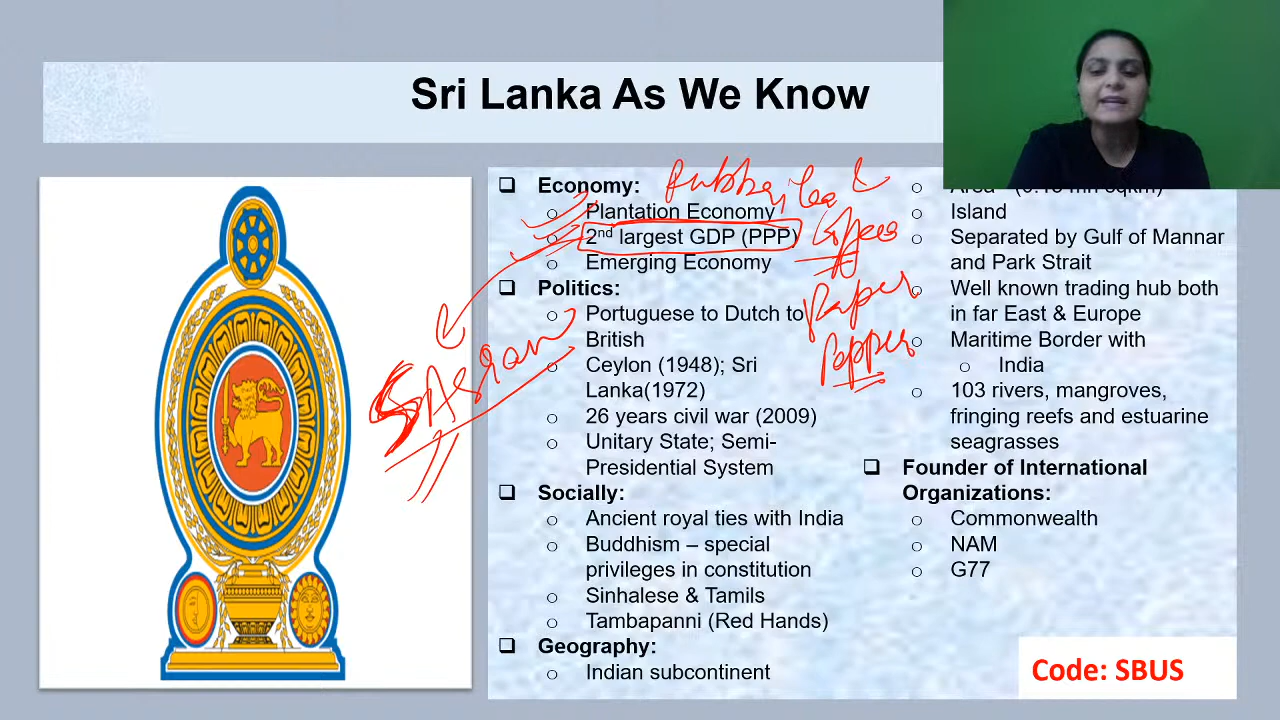 Sri Lanka As We Know
Economy:
Plantation Economy
2nd largest GDP (PPP)
Emerging Economy
Politics:
Portuguese to Dutch to
British
Ceylon (1948); Sri
Lanka(1972)
26 years civil war (2009)
Unitary State; Semi-
Presidential System
Socially:
Ancient royal ties with India
Buddhism – special
privileges in constitution
Sinhalese & Tamils
Tambapanni (Red Hands)
Geography:
Indian subcontinent
Island
Separated by Gulf of Mannar
and Park Strait
Well known trading hub both
in far East & Europe
Maritime Border with
India
103 rivers, mangroves,
fringing reefs and estuarine
seagrasses
Founder of International
Organizations:
Commonwealth
NAM
G77
Rubber, Tea &
Paper
Pepper
Code: SBUS